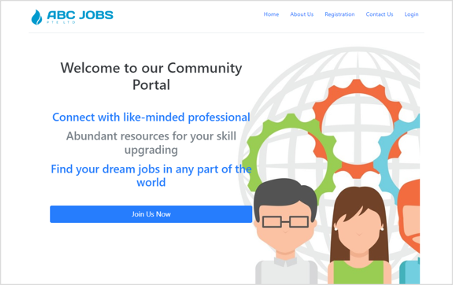 ABC JOBS
PTE LTD
Home About Us Registration Contact Us Login
Welcome to our Community
Portal
Connect with like-minded professional
Abundant resources for your skill
upgrading
Find your dream jobs in any part of the
world
Join Us Now